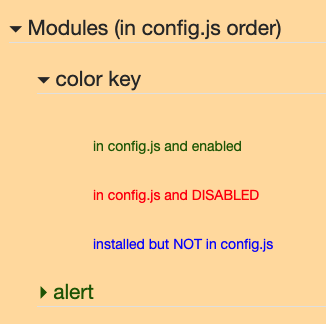 Modules (in config.js order)
color key
in config.js and enabled
in config.js and DISABLED
installed but NOT in config.js
alert